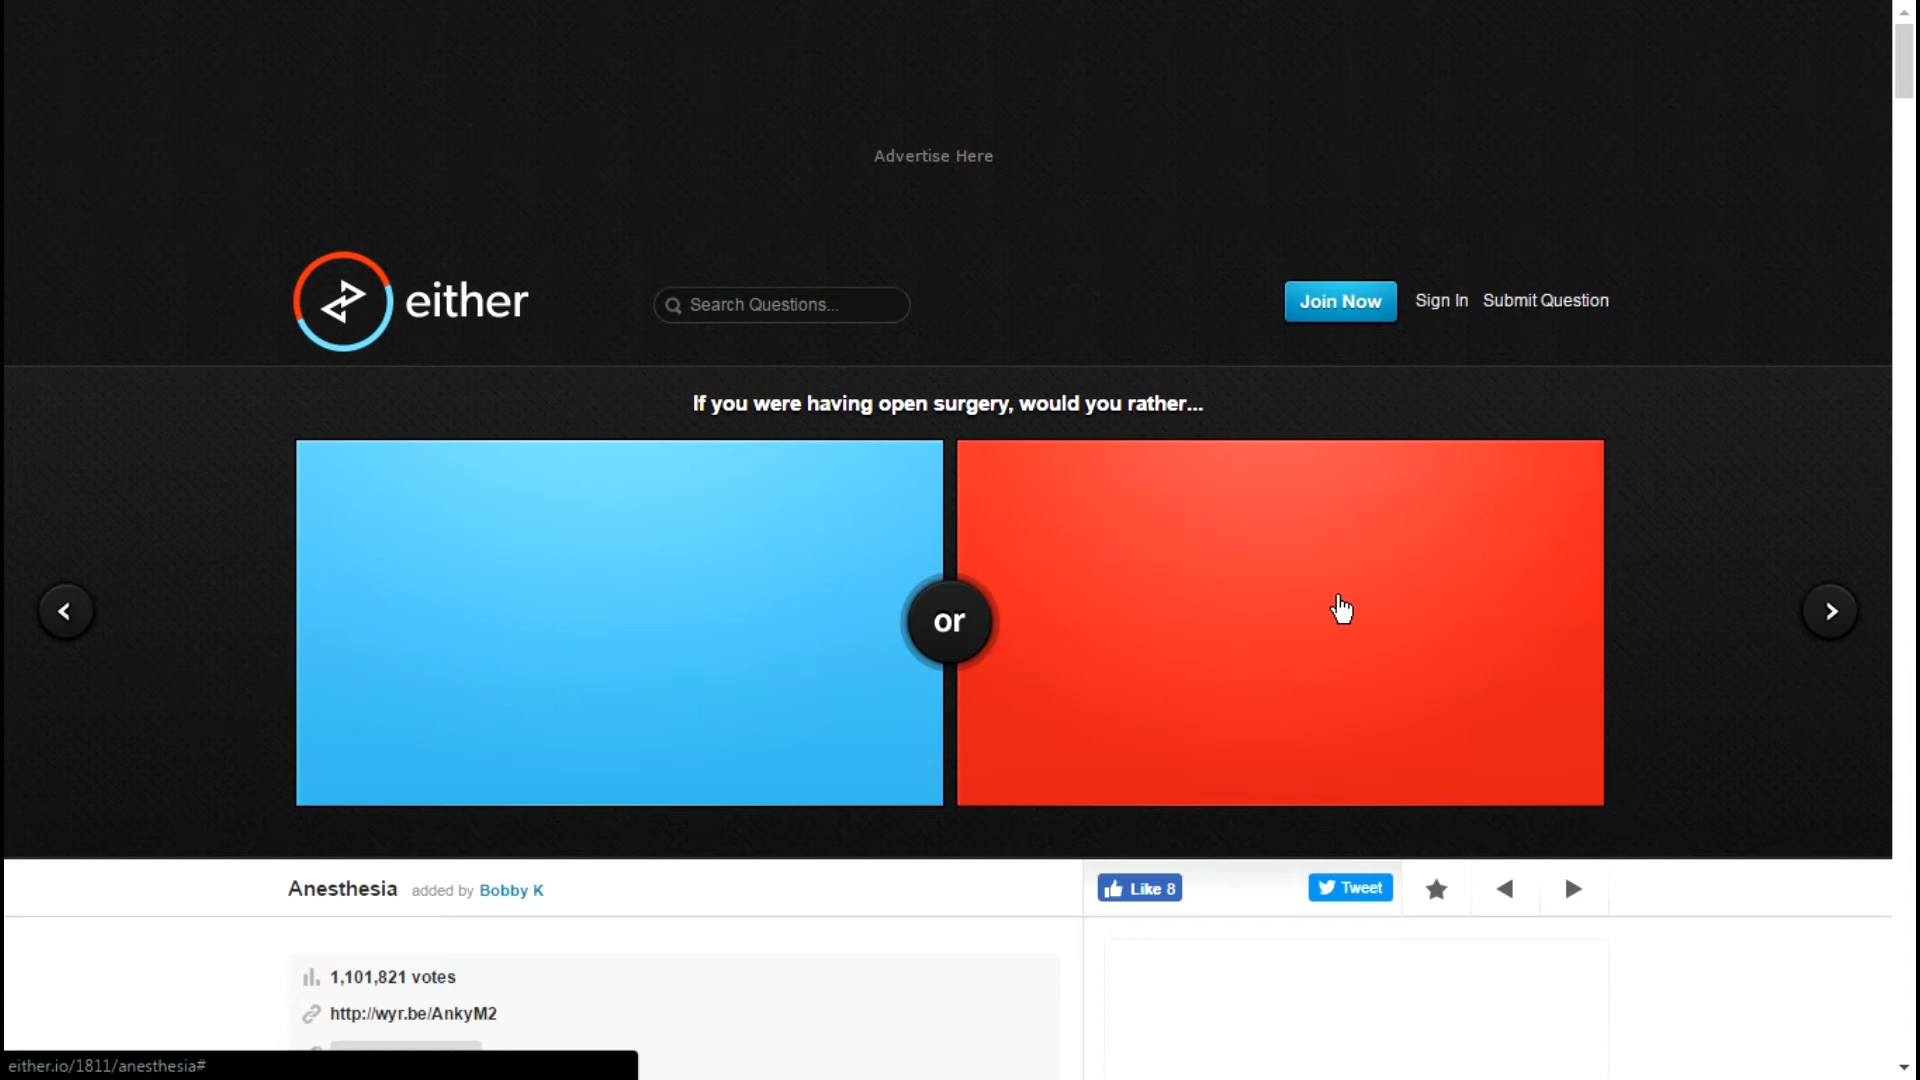 Advertise Here
either
Search Questions...
Join Now
Sign In
Submit Question
If you were having open surgery, would you rather...
or
Anesthesia added by Bobby K
Like 8
Tweet
1,101,821 votes
http://wyr.be/AnkyM2
either.io/1811/anesthesia#